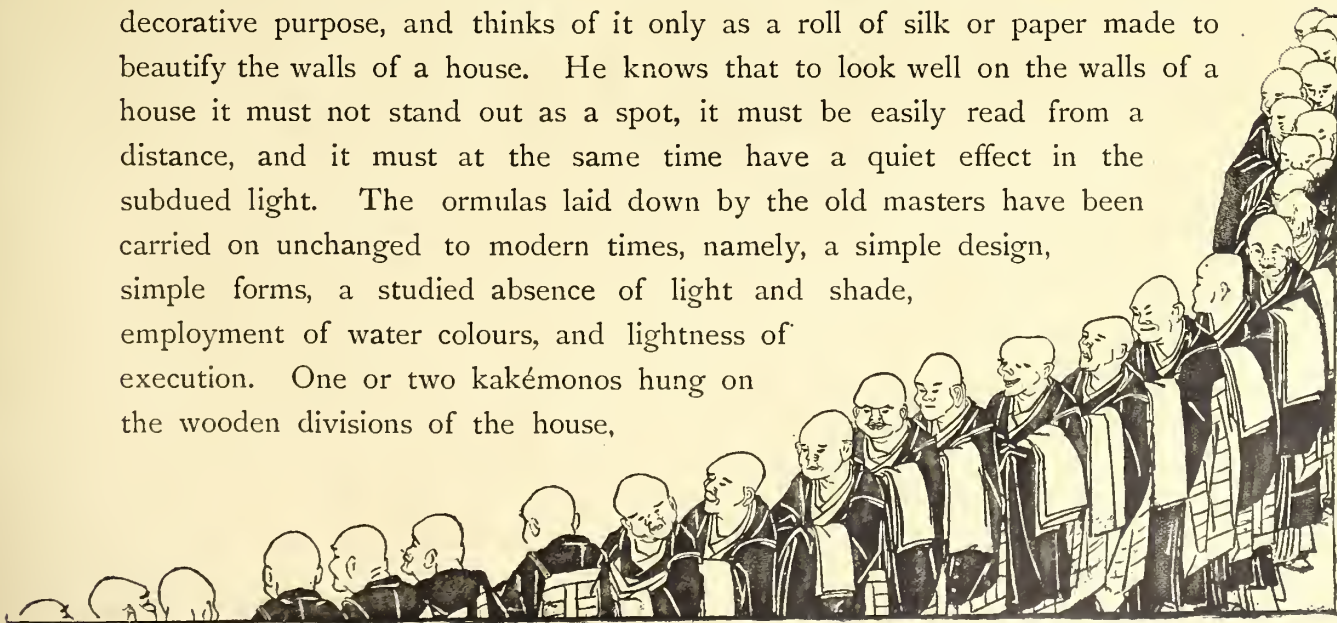 decorative purpose, and thinks of it only as a roll of silk or paper made to
beautify the walls of a house. He knows that to look well on the walls of a
house it must not stand out as a spot, it must be easily read from a
distance, and it must at the same time have a quiet effect in the
subdued light. The ormulas laid down by the old masters have been
carried on unchanged to modern times, namely, a simple design,
simple forms, a studied absence of light and shade,
employment of water colours, and lightness of
execution. One or two kakémonos hung on
the wooden divisions of the house,